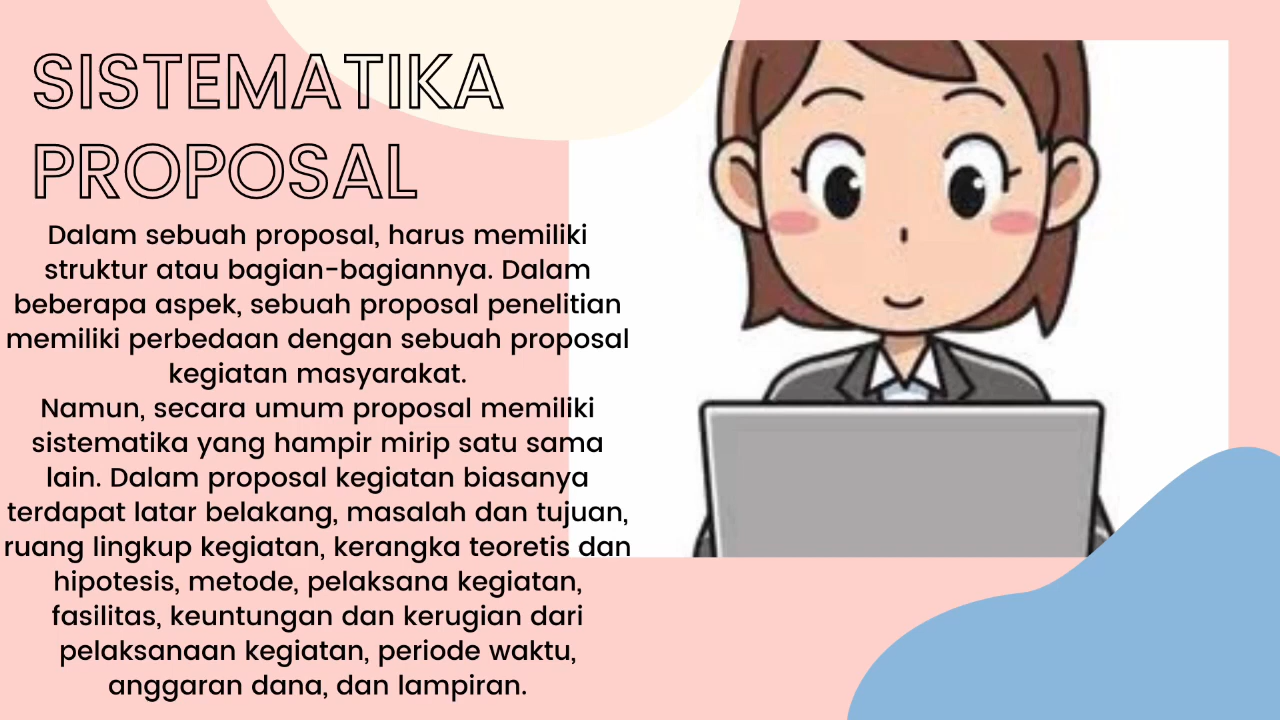 SISTEMATIKA
PROPOSAL
Dalam sebuah proposal, harus memiliki
struktur atau bagian-bagiannya. Dalam
beberapa aspek, sebuah proposal penelitian
memiliki perbedaan dengan sebuah proposal
kegiatan masyarakat.
Namun, secara umum proposal memiliki
sistematika yang hampir mirip satu sama
lain. Dalam proposal kegiatan biasanya
terdapat latar belakang, masalah dan tujuan,
ruang lingkup kegiatan, kerangka teoretis dan
hipotesis, metode, pelaksana kegiatan,
fasilitas, keuntungan dan kerugian dari
pelaksanaan kegiatan, periode waktu,
anggaran dana, dan lampiran.